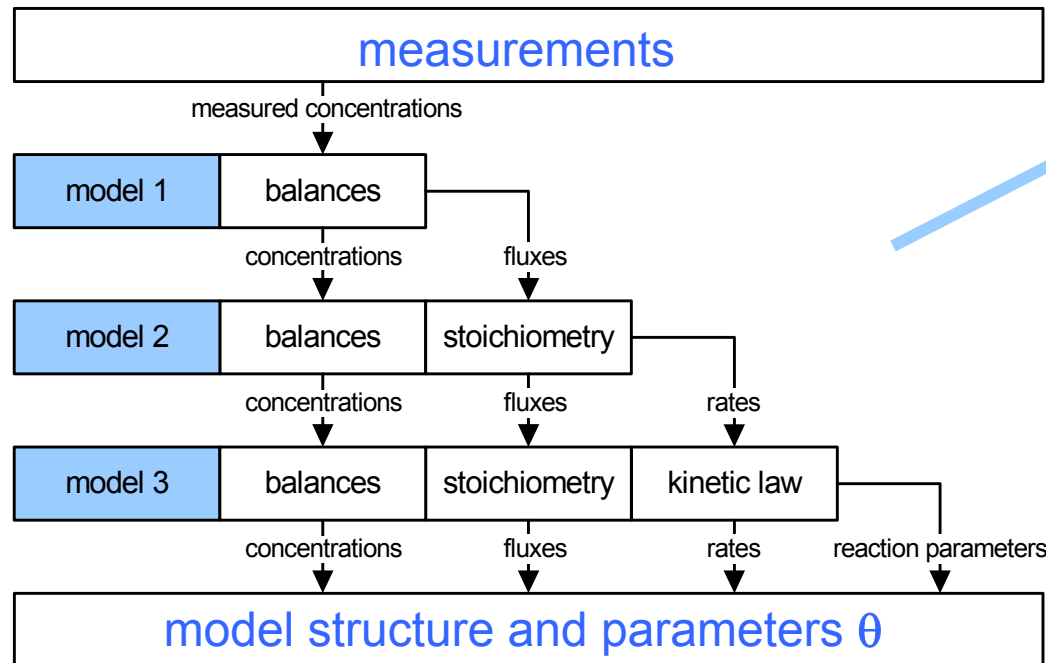 measurements
measured concentrations
model 1 balances
concentrations fluxes
model 2 balances stoichiometry
concentrations fluxes rates
model 3 balances stoichiometry kinetic law
concentrations fluxes rates reaction parameters
model structure and parameters θ